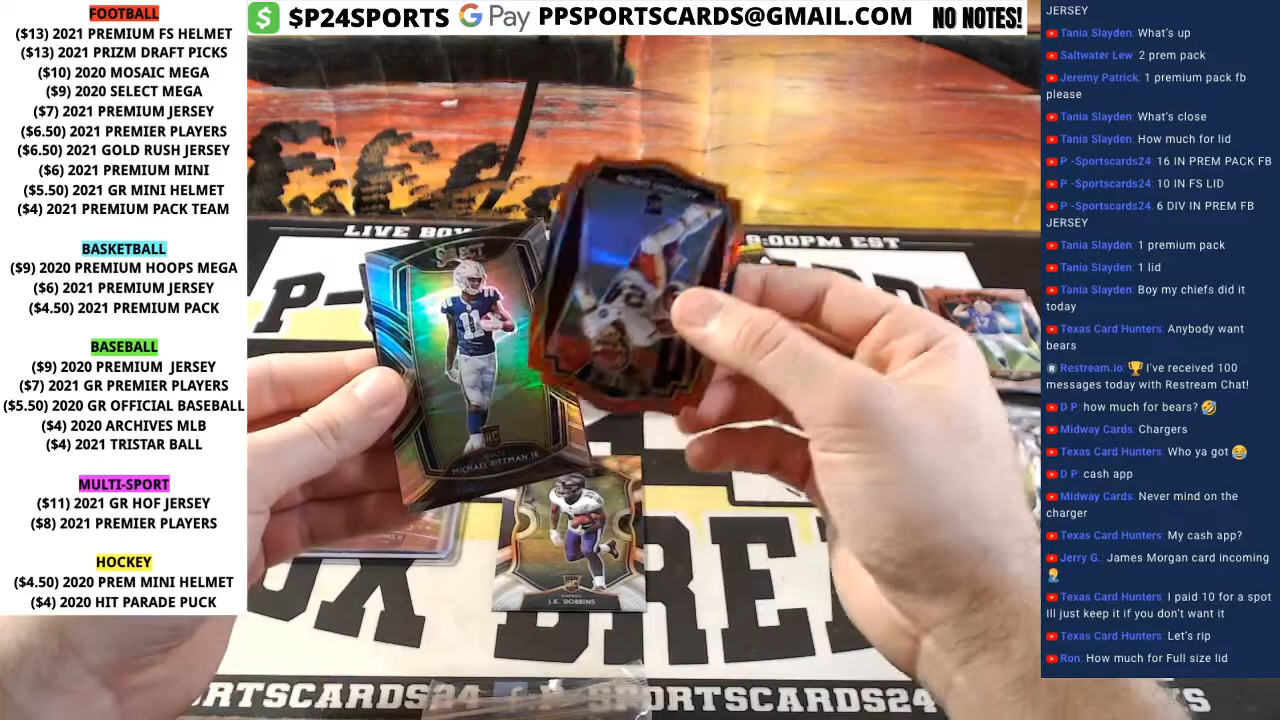 FOOTBALL
($13) 2021 PREMIUM FS HELMET
($13) 2021 PRIZM DRAFT PICKS
($10) 2020 MOSAIC MEGA
($9) 2020 SELECT MEGA
($7) 2021 PREMIUM JERSEY
($6.50) 2021 PREMIER PLAYERS
($6.50) 2021 GOLD RUSH JERSEY
($6) 2021 PREMIUM MINI
($5.50) 2021 GR MINI HELMET
($4) 2021 PREMIUM PACK TEAM
BASKETBALL
($9) 2020 PREMIUM HOOPS MEGA
($6) 2021 PREMIUM JERSEY
($4.50) 2021 PREMIUM PACK
BASEBALL
($9) 2020 PREMIUM JERSEY
($7) 2021 GR PREMIER PLAYERS
($5.50) 2020 GR OFFICIAL BASEBALL
($4) 2020 ARCHIVES MLB
($4) 2021 TRISTAR BALL
MULTI-SPORT
($11) 2021 GR HOF JERSEY
($8) 2021 PREMIER PLAYERS
HOCKEY
($4.50) 2020 PREM MINI HELMET
($4) 2020 HIT PARADE PUCK
$P24SPORTS G Pay PPSPORTSCARDS@GMAIL.COM NO NOTES!
LIVE BOX
8:00PM EST
P-
SELECT
11
RC
MICHAEL PITTMAN JR
RC
J.K. DOBBINS
OX BREA
RTSCARDS24
P-SPORTSCARDS24
JERSEY
Tania Slayden: What's up
Saltwater Lew: 2 prem pack
Jeremy Patrick: 1 premium pack fb
please
Tania Slayden: What's close
Tania Slayden: How much for lid
P -Sportscards24: 16 IN PREM PACK FB
P -Sportscards24: 10 IN FS LID
P -Sportscards24: 6 DIV IN PREM FB
JERSEY
Tania Slayden: 1 premium pack
Tania Slayden: 1 lid
Tania Slayden: Boy my chiefs did it
today
Texas Card Hunters: Anybody want
bears
Restream.io: 🏆 I've received 100
messages today with Restream Chat!
D P: how much for bears? 🤣
Midway Cards: Chargers
Texas Card Hunters: Who ya got 😂
D P: cash app
Midway Cards: Never mind on the
charger
Texas Card Hunters: My cash app?
Jerry G.: James Morgan card incoming
🤦‍♂️
Texas Card Hunters: I paid 10 for a spot
Ill just keep it if you don't want it
Texas Card Hunters: Let's rip
Ron: How much for Full size lid